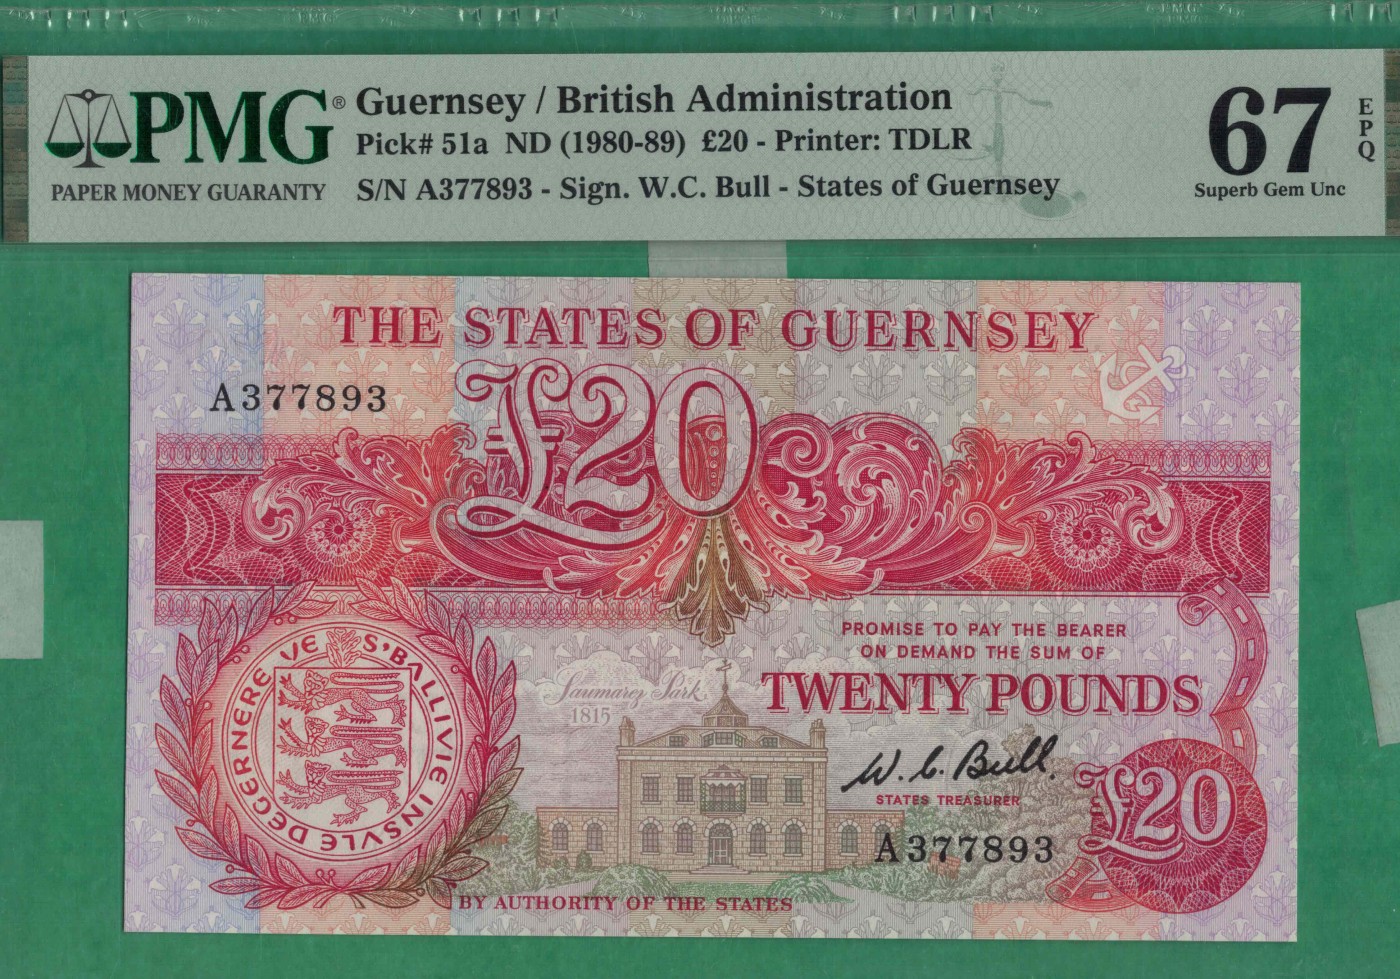 PMG®
PAPER MONEY GUARANTY
Guernsey / British Administration
Pick# 51a ND (1980-89) £20 - Printer: TDLR
S/N A377893 - Sign. W.C. Bull - States of Guernsey
67
EPQ
Superb Gem Unc
THE STATES OF GUERNSEY
A377893
£20
PROMISE TO PAY THE BEARER
ON DEMAND THE SUM OF
TWENTY POUNDS
Saumarez Park
1815
S'BALLIVIE INSVLE DEGERNERE VE
W. C. Bull.
STATES TREASURER
£20
A377893
BY AUTHORITY OF THE STATES